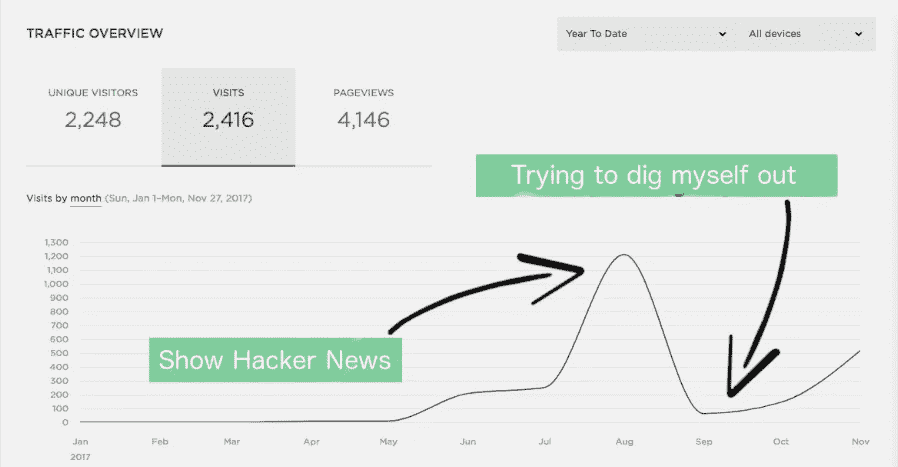 TRAFFIC OVERVIEW
Year To Date
All devices
UNIQUE VISITORS
2,248
VISITS
2,416
PAGEVIEWS
4,146
Trying to dig myself out
Visits by month (Sun, Jan 1–Mon, Nov 27, 2017)
1,300
1,200
1,100
1,000
900
800
700
600
500
400
300
200
100
0
Show Hacker News
Jan Feb Mar Apr May Jun Jul Aug Sep Oct Nov
2017